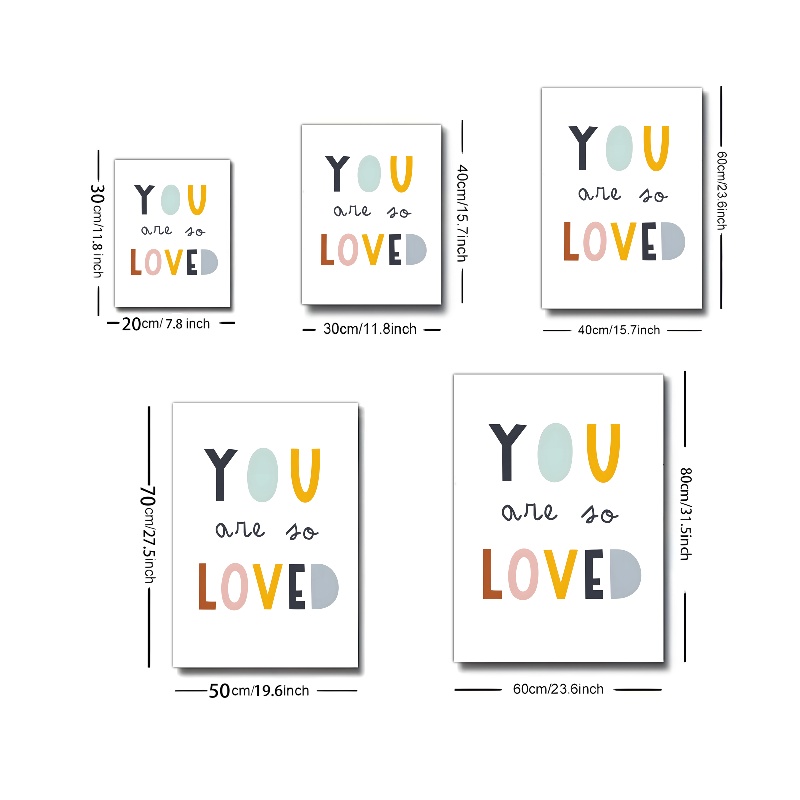 YOU
are so
LOVED
30cm/11.8 inch
20cm/7.8 inch
YOU
are so
LOVED
40cm/15.7inch
30cm/11.8inch
YOU
are so
LOVED
60cm/23.6inch
40cm/15.7inch
YOU
are so
LOVED
70cm/27.5inch
50cm/19.6inch
YOU
are so
LOVED
80cm/31.5inch
60cm/23.6inch